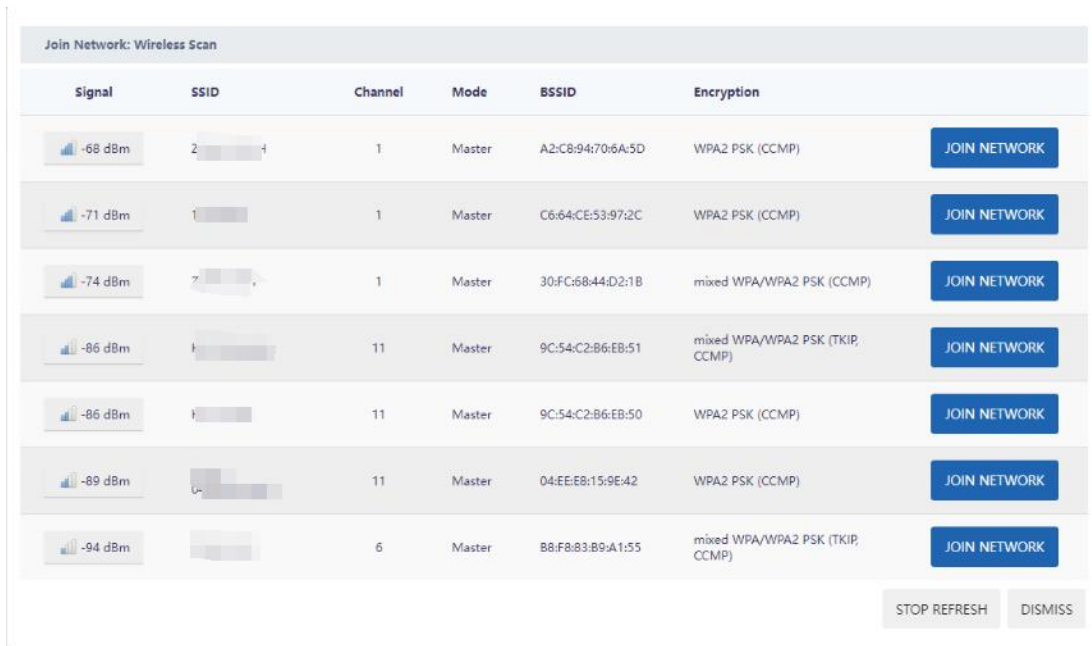 Join Network: Wireless Scan
Signal SSID Channel Mode BSSID Encryption
-68 dBm 1 Master A2:C8:94:70:6A:5D WPA2 PSK (CCMP) JOIN NETWORK
-71 dBm 1 Master C6:64:CE:53:97:2C WPA2 PSK (CCMP) JOIN NETWORK
-74 dBm 1 Master 30:FC:68:44:D2:1B mixed WPA/WPA2 PSK (CCMP) JOIN NETWORK
-86 dBm 11 Master 9C:54:C2:B6:EB:51 mixed WPA/WPA2 PSK (TKIP, CCMP) JOIN NETWORK
-86 dBm 11 Master 9C:54:C2:B6:EB:50 WPA2 PSK (CCMP) JOIN NETWORK
-89 dBm 11 Master 04:EE:E8:15:9E:42 WPA2 PSK (CCMP) JOIN NETWORK
-94 dBm 6 Master B8:F8:83:B9:A1:55 mixed WPA/WPA2 PSK (TKIP, CCMP) JOIN NETWORK
STOP REFRESH DISMISS